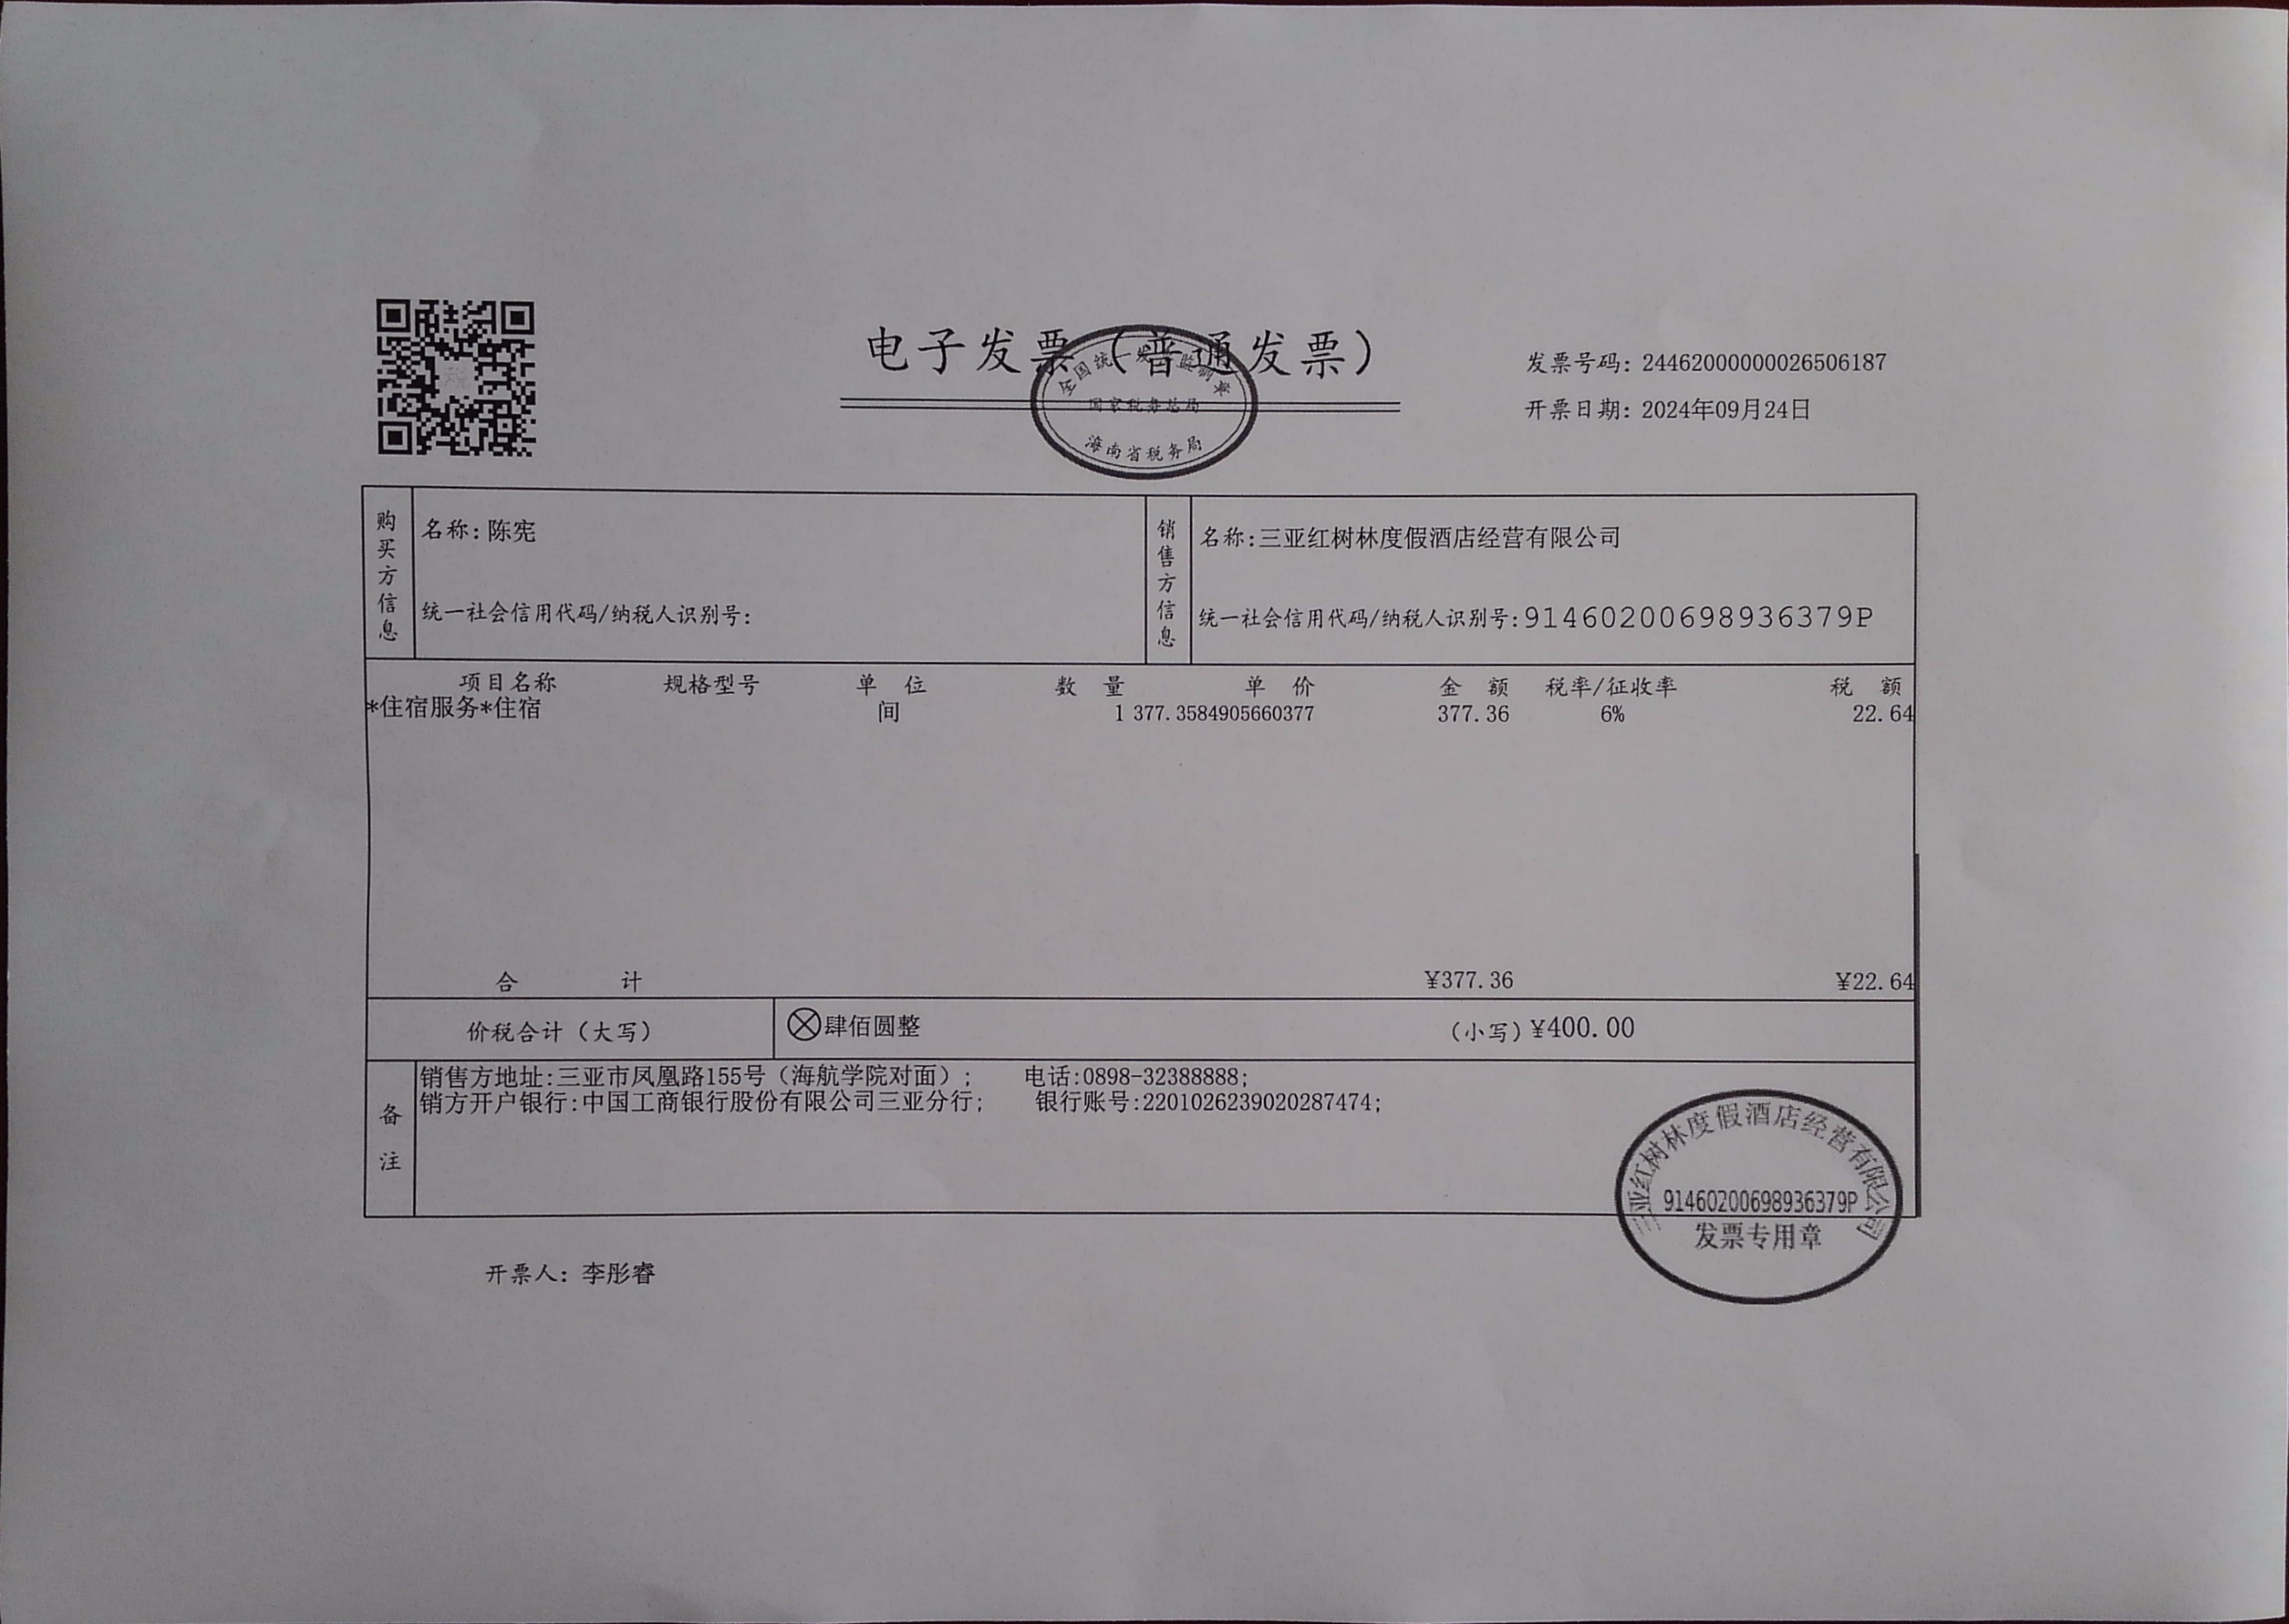 电子发票（普通发票）
全国统一发票监制章
国家税务总局
海南省税务局
发票号码：24462000000026506187
开票日期：2024年09月24日
购买方信息
名称：陈宪
统一社会信用代码/纳税人识别号：
销售方信息
名称：三亚红树林度假酒店经营有限公司
统一社会信用代码/纳税人识别号：91460200698936379P
项目名称 规格型号 单位 数量 单价 金额 税率/征收率 税额
*住宿服务*住宿 间 1 377.3584905660377 377.36 6% 22.64
合计 ¥377.36 ¥22.64
价税合计（大写） ⊗肆佰圆整 （小写）¥400.00
备注
销售方地址:三亚市凤凰路155号（海航学院对面）; 电话:0898-32388888;
销方开户银行:中国工商银行股份有限公司三亚分行; 银行账号:2201026239020287474;
三亚红树林度假酒店经营有限公司
91460200698936379P
发票专用章
开票人：李彤睿